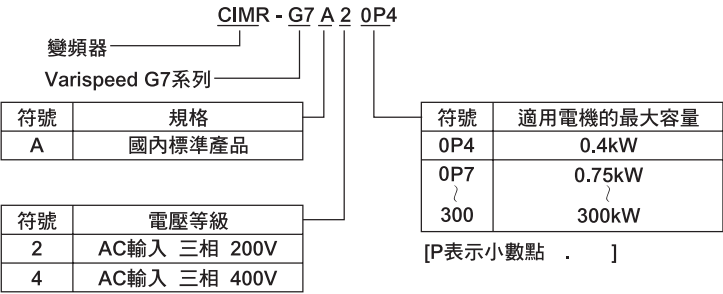 CIMR - G7 A 2 0P4
變頻器
Varispeed G7系列
符號 規格
A 國內標準產品
符號 電壓等級
2 AC輸入 三相 200V
4 AC輸入 三相 400V
符號 適用電機的最大容量
0P4 0.4kW
0P7 0.75kW
~ ~
300 300kW
[P表示小數點 . ]